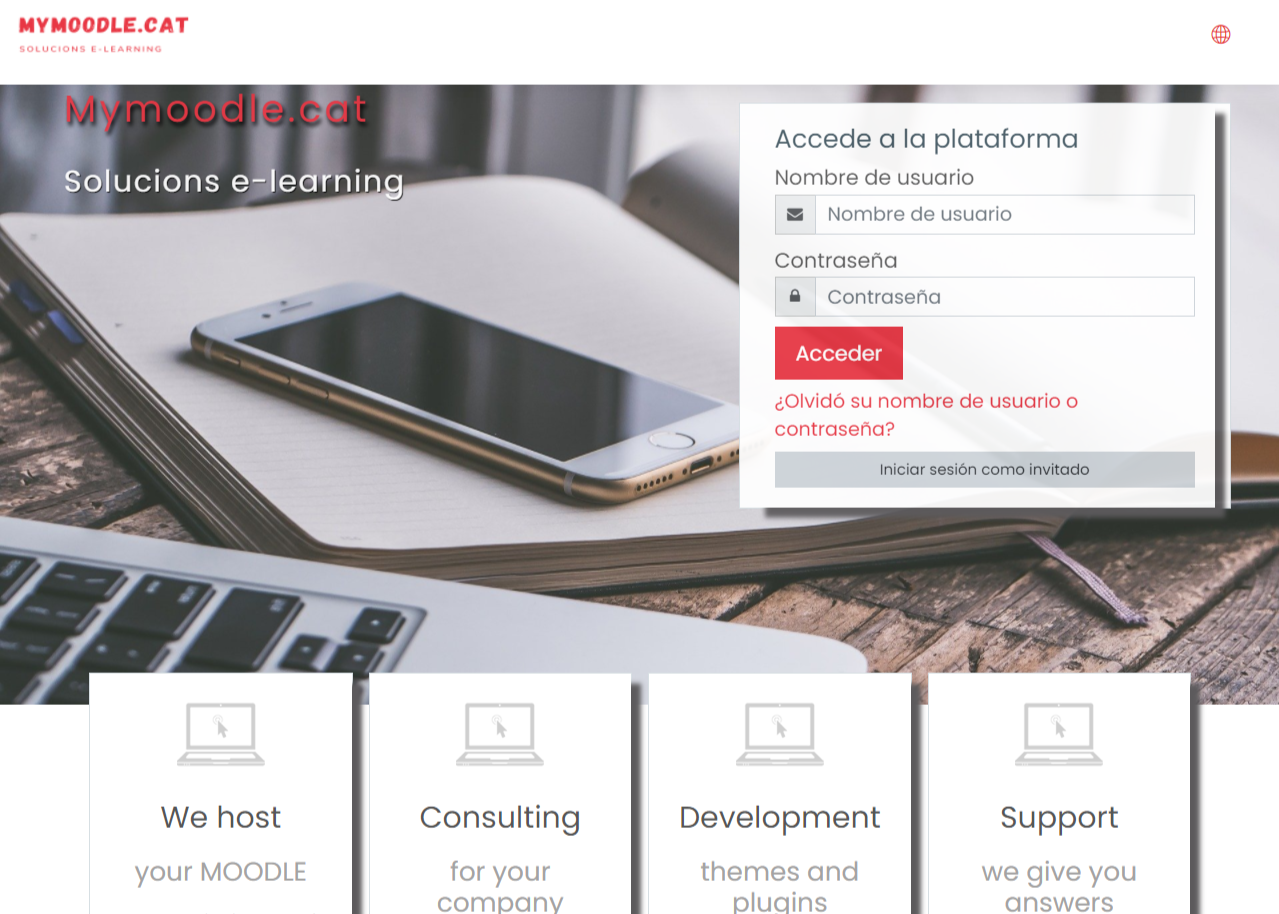 MYMOODLE.CAT
SOLUCIONS E-LEARNING
Mymoodle.cat
Solucions e-learning
Accede a la plataforma
Nombre de usuario
Nombre de usuario
Contraseña
Contraseña
Acceder
¿Olvidó su nombre de usuario o
contraseña?
Iniciar sesión como invitado
We host
your MOODLE
Consulting
for your
company
Development
themes and
plugins
Support
we give you
answers